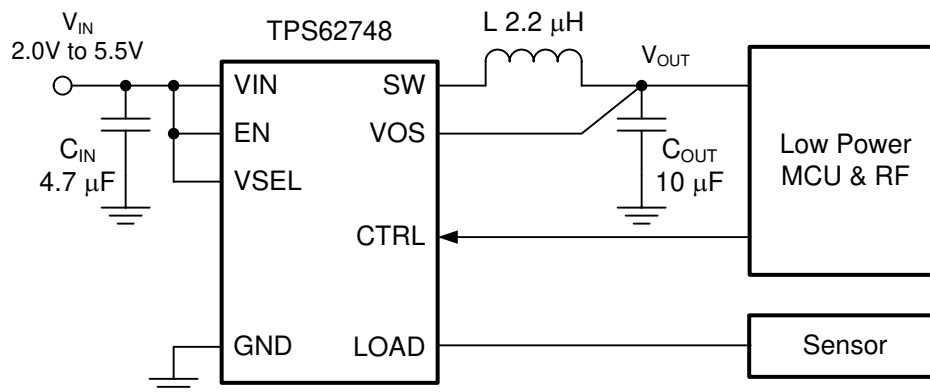 V_IN
2.0V to 5.5V
TPS62748
L 2.2 μH
V_OUT
VIN
SW
EN
VOS
VSEL
C_IN
4.7 μF
C_OUT
10 μF
Low Power
MCU & RF
CTRL
GND
LOAD
Sensor